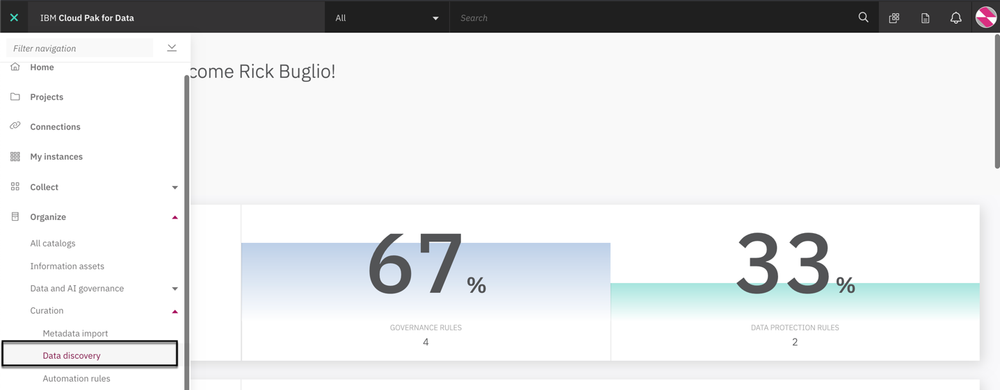 IBM Cloud Pak for Data
All
Search
Filter navigation
Home
Projects
Connections
My instances
Collect
Organize
All catalogs
Information assets
Data and AI governance
Curation
Metadata import
Data discovery
Automation rules
come Rick Buglio!
67%
GOVERNANCE RULES
4
33%
DATA PROTECTION RULES
2